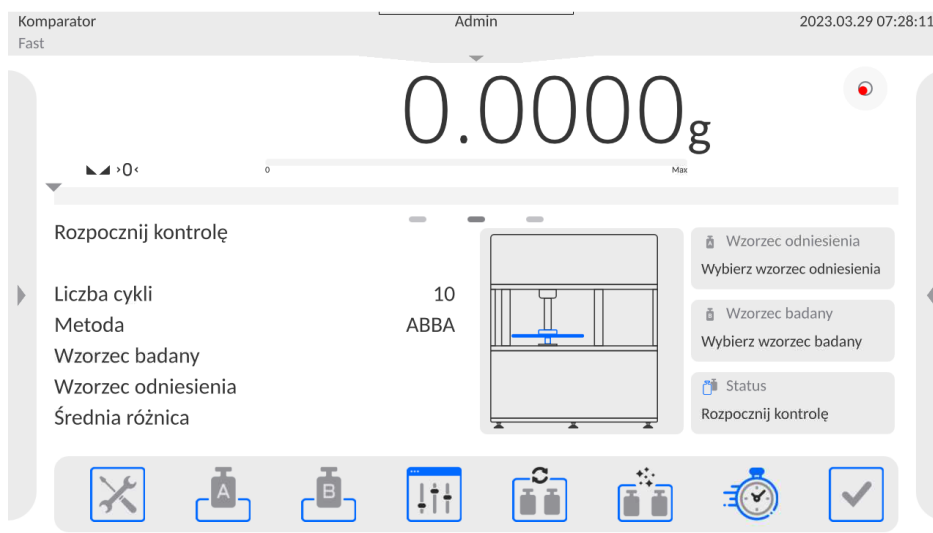 Komparator
Admin
2023.03.29 07:28:11
Fast
0.0000g
›0‹
0
Max
Rozpocznij kontrolę
Liczba cykli 10
Metoda ABBA
Wzorzec badany
Wzorzec odniesienia
Średnia różnica
A Wzorzec odniesienia
Wybierz wzorzec odniesienia
B Wzorzec badany
Wybierz wzorzec badany
Status
Rozpocznij kontrolę
A
B